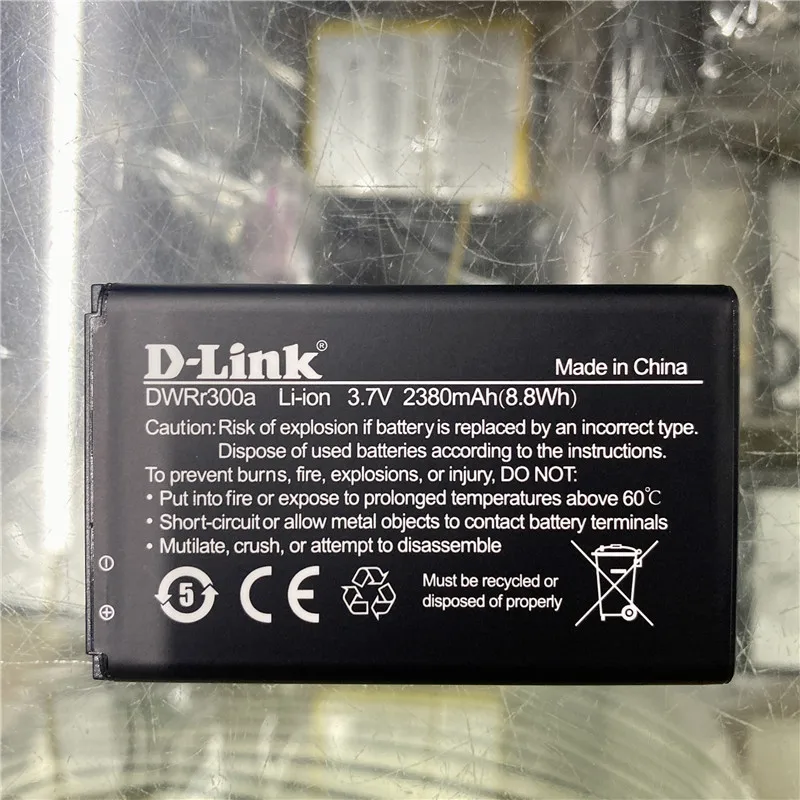 D-Link®
Made in China
DWRr300a Li-ion 3.7V 2380mAh(8.8Wh)
Caution: Risk of explosion if battery is replaced by an incorrect type.
Dispose of used batteries according to the instructions.
To prevent burns, fire, explosions, or injury, DO NOT:
• Put into fire or expose to prolonged temperatures above 60℃
• Short-circuit or allow metal objects to contact battery terminals
• Mutilate, crush, or attempt to disassemble
5
CE
Must be recycled or
disposed of properly